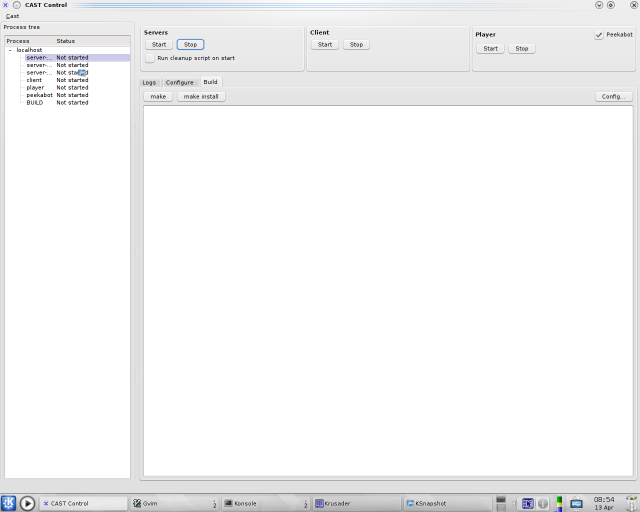 CAST Control
Cast
Process tree
Process Status
localhost
server-... Not started
server-... Not started
server-... Not started
client Not started
player Not started
peekabot Not started
BUILD Not started
Servers
Start Stop
Run cleanup script on start
Client
Start Stop
Player
Peekabot
Start Stop
Logs Configure Build
make make install Config...
CAST Control Gvim 2 Konsole 2 Krusader KSnapshot
08:54
13 Apr